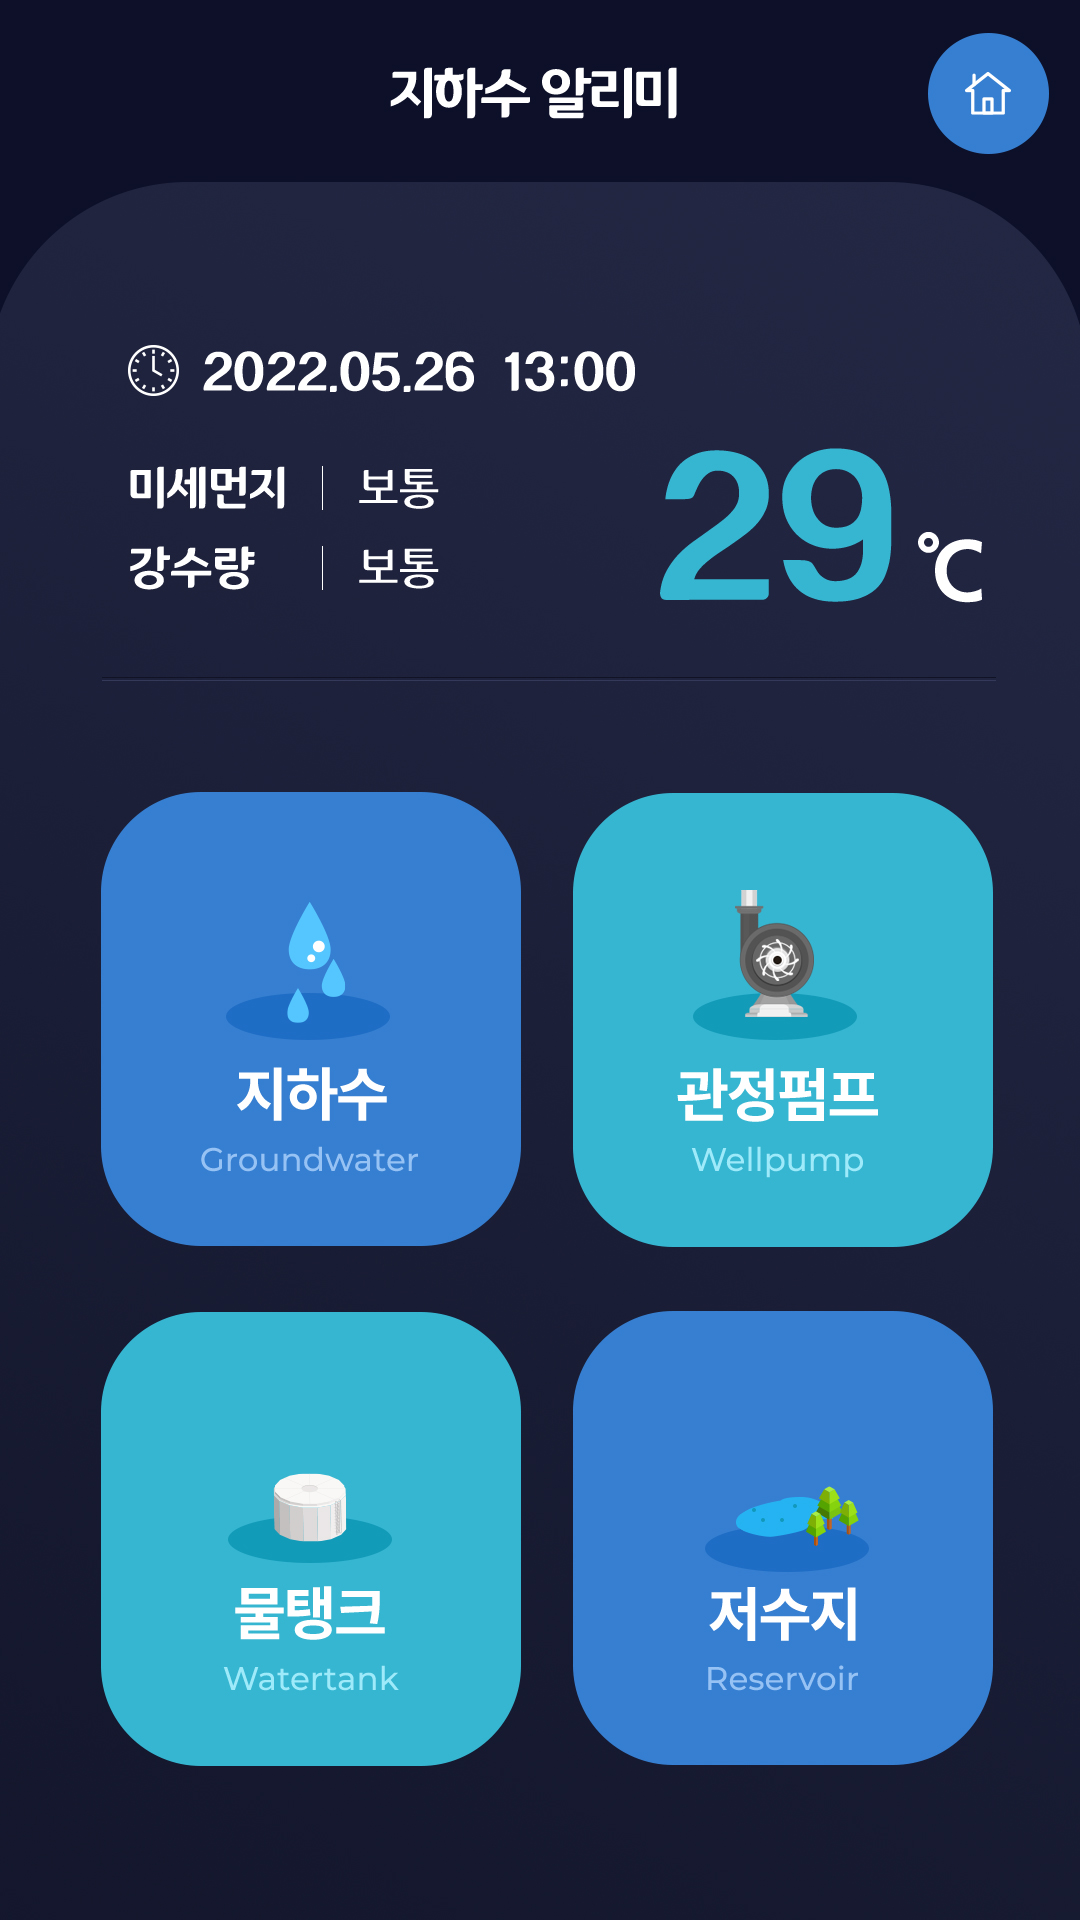 지하수 알리미
2022.05.26 13:00
미세먼지 보통
강수량 보통
29 ℃
지하수
Groundwater
관정펌프
Wellpump
물탱크
Watertank
저수지
Reservoir